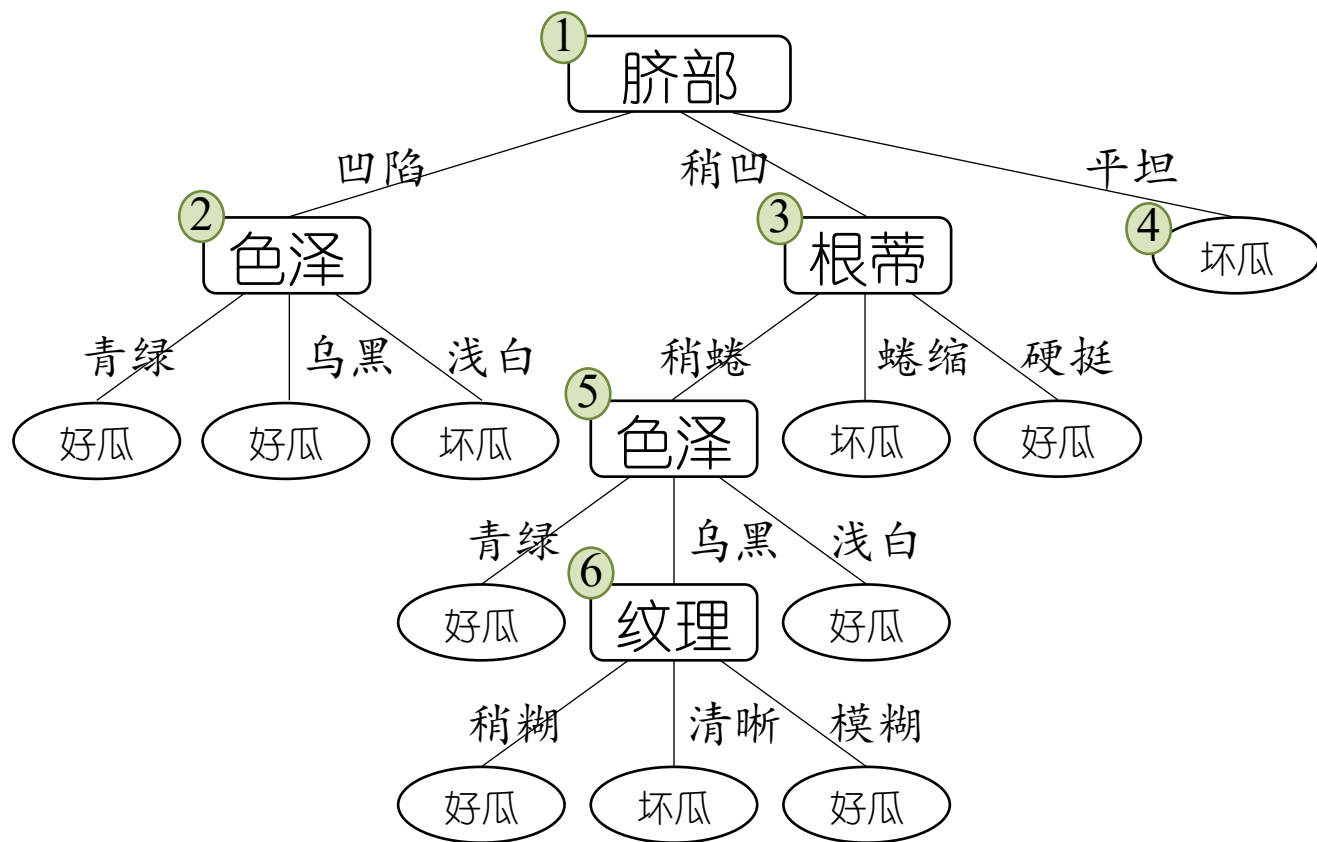 1
脐部
凹陷 稍凹 平坦
2 色泽 3 根蒂 4 坏瓜
青绿 乌黑 浅白 稍蜷 蜷缩 硬挺
好瓜 好瓜 坏瓜 5 色泽 坏瓜 好瓜
青绿 乌黑 浅白
好瓜 6 纹理 好瓜
稍糊 清晰 模糊
好瓜 坏瓜 好瓜